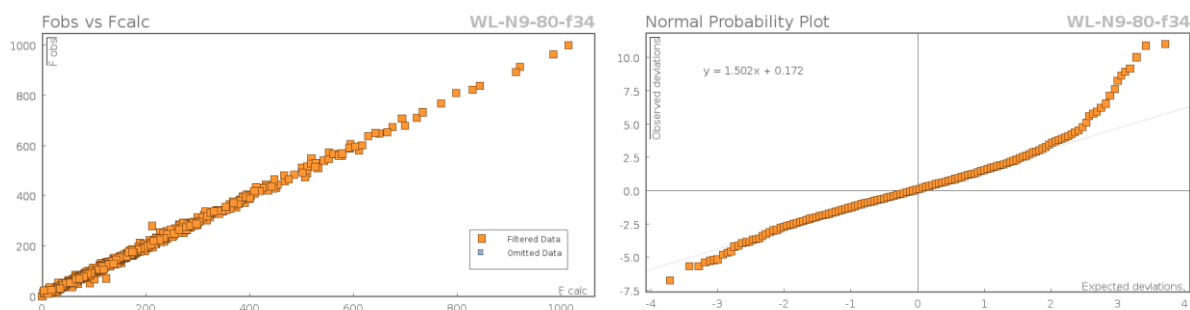 Fobs vs Fcalc
WL-N9-80-f34
F obs
1000
800
600
400
200
0
Filtered Data
Omitted Data
F calc
0
200
400
600
800
1000
Normal Probability Plot
WL-N9-80-f34
Observed deviations
10.0
7.5
5.0
2.5
0.0
-2.5
-5.0
-7.5
y = 1.502x + 0.172
Expected deviations,
-4
-3
-2
-1
0
1
2
3
4